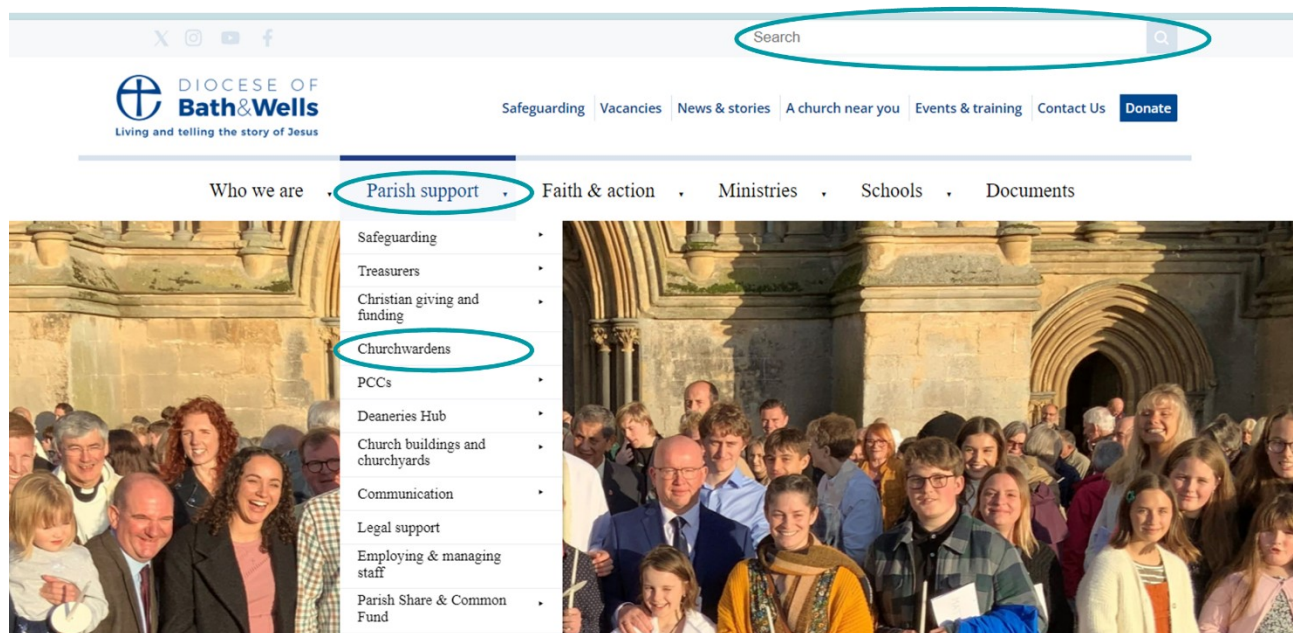 Search
DIOCESE OF
Bath&Wells
Living and telling the story of Jesus
Safeguarding Vacancies News & stories A church near you Events & training Contact Us Donate
Who we are Parish support Faith & action Ministries Schools Documents
Safeguarding
Treasurers
Christian giving and
funding
Churchwardens
PCCs
Deaneries Hub
Church buildings and
churchyards
Communication
Legal support
Employing & managing
staff
Parish Share & Common
Fund